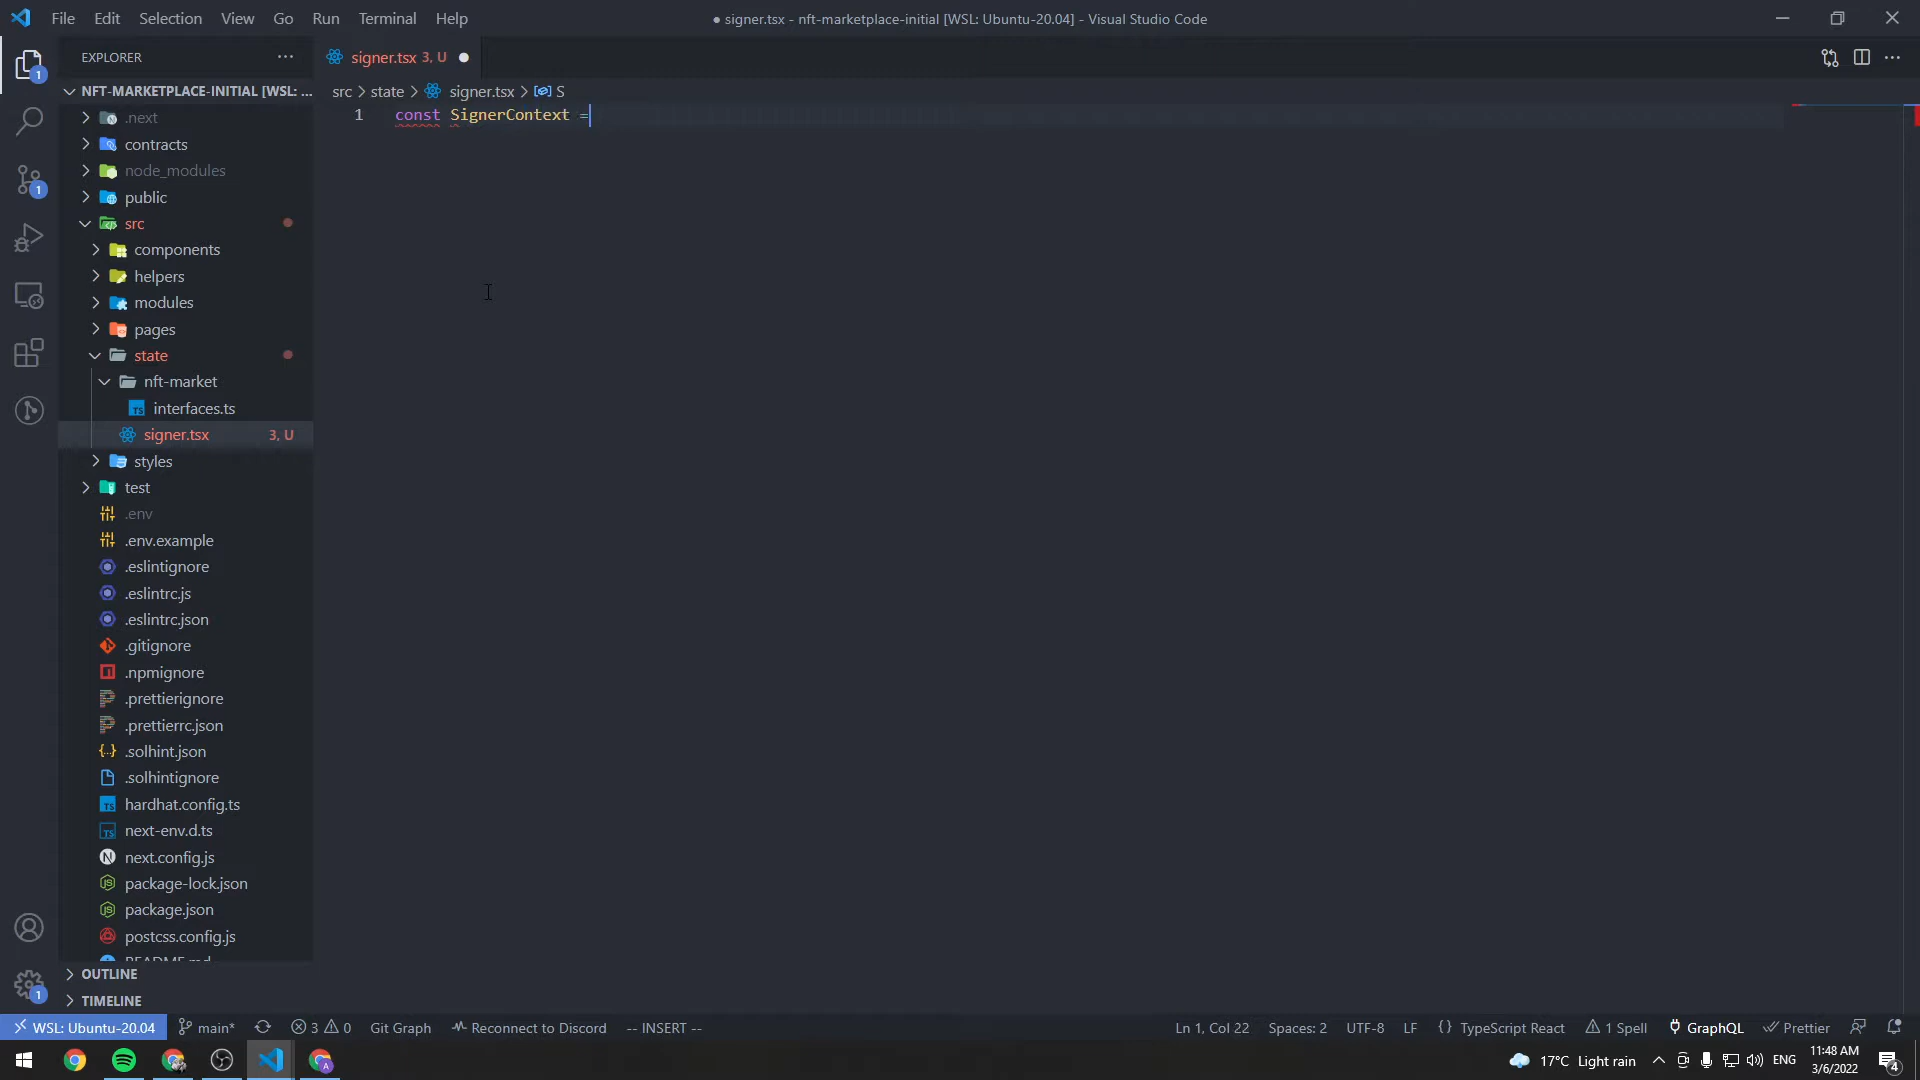 File Edit Selection View Go Run Terminal Help
● signer.tsx - nft-marketplace-initial [WSL: Ubuntu-20.04] - Visual Studio Code
EXPLORER
signer.tsx 3, U
NFT-MARKETPLACE-INITIAL [WSL: ...
src > state > signer.tsx > S
1 const SignerContext =
.next
contracts
node_modules
public
src
components
helpers
modules
pages
state
nft-market
interfaces.ts
signer.tsx 3, U
styles
test
.env
.env.example
.eslintignore
.eslintrc.js
.eslintrc.json
.gitignore
.npmignore
.prettierignore
.prettierrc.json
.solhint.json
.solhintignore
hardhat.config.ts
next-env.d.ts
next.config.js
package-lock.json
package.json
postcss.config.js
README.md
OUTLINE
TIMELINE
WSL: Ubuntu-20.04 main* 3 0 Git Graph Reconnect to Discord -- INSERT -- Ln 1, Col 22 Spaces: 2 UTF-8 LF {} TypeScript React 1 Spell GraphQL Prettier
17°C Light rain ENG 11:48 AM
3/6/2022